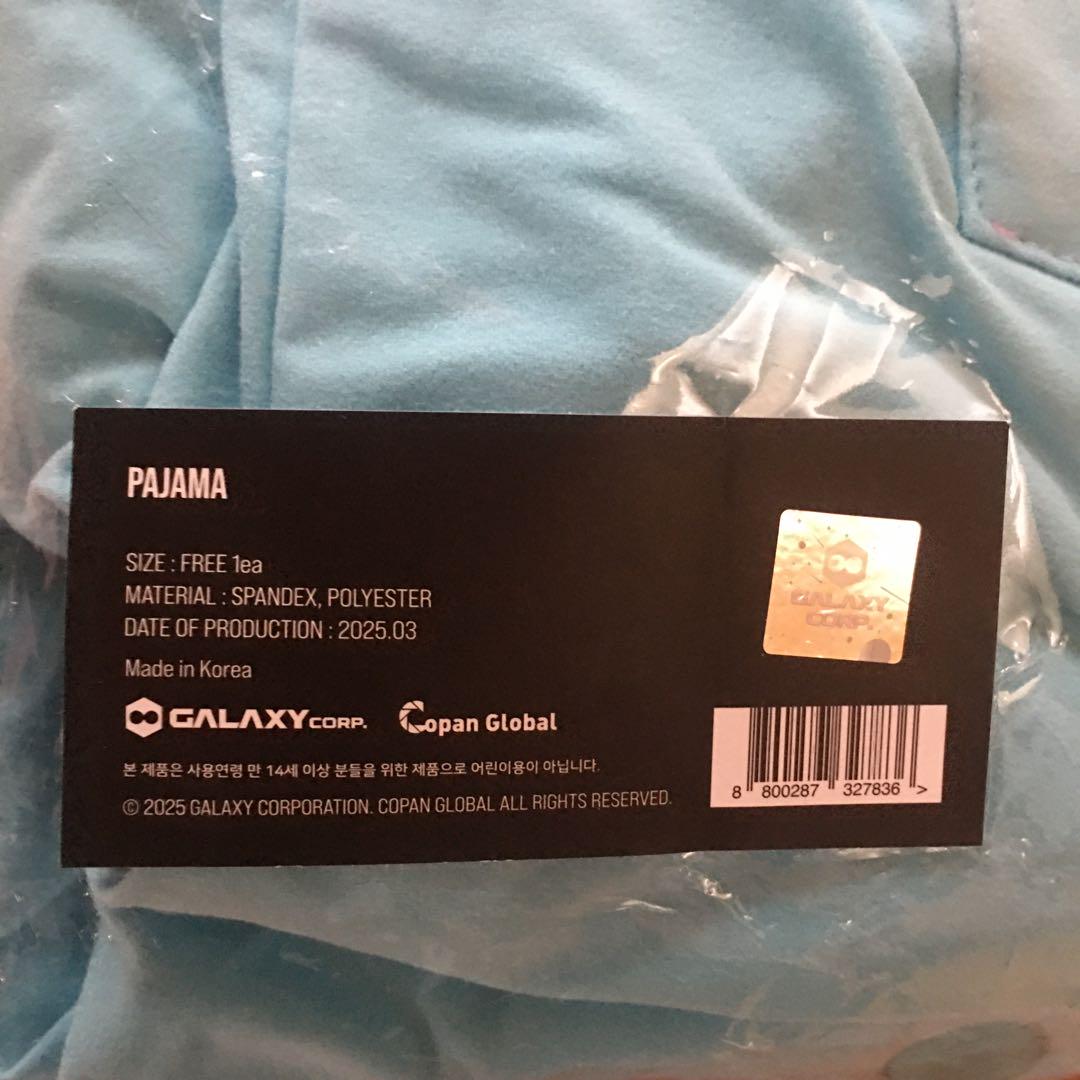 PAJAMA
SIZE : FREE 1ea
MATERIAL : SPANDEX, POLYESTER
DATE OF PRODUCTION : 2025.03
Made in Korea
GALAXY CORP.
Copan Global
본 제품은 사용연령 만 14세 이상 분들을 위한 제품으로 어린이용이 아닙니다.
© 2025 GALAXY CORPORATION. COPAN GLOBAL ALL RIGHTS RESERVED.
GALAXY
CORP.
8 800287 327836 >